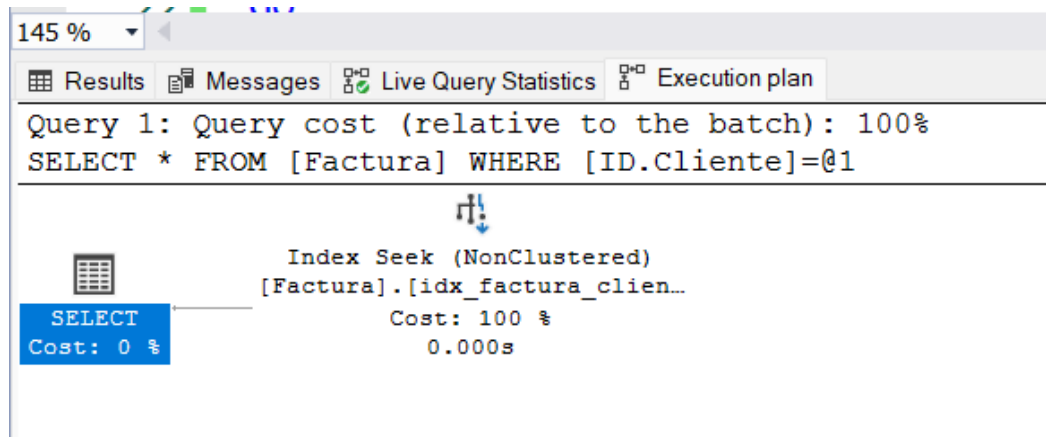 145 %
Results Messages Live Query Statistics Execution plan
Query 1: Query cost (relative to the batch): 100%
SELECT * FROM [Factura] WHERE [ID.Cliente]=@1
Index Seek (NonClustered)
[Factura].[idx_factura_clien…
Cost: 100 %
0.000s
SELECT
Cost: 0 %